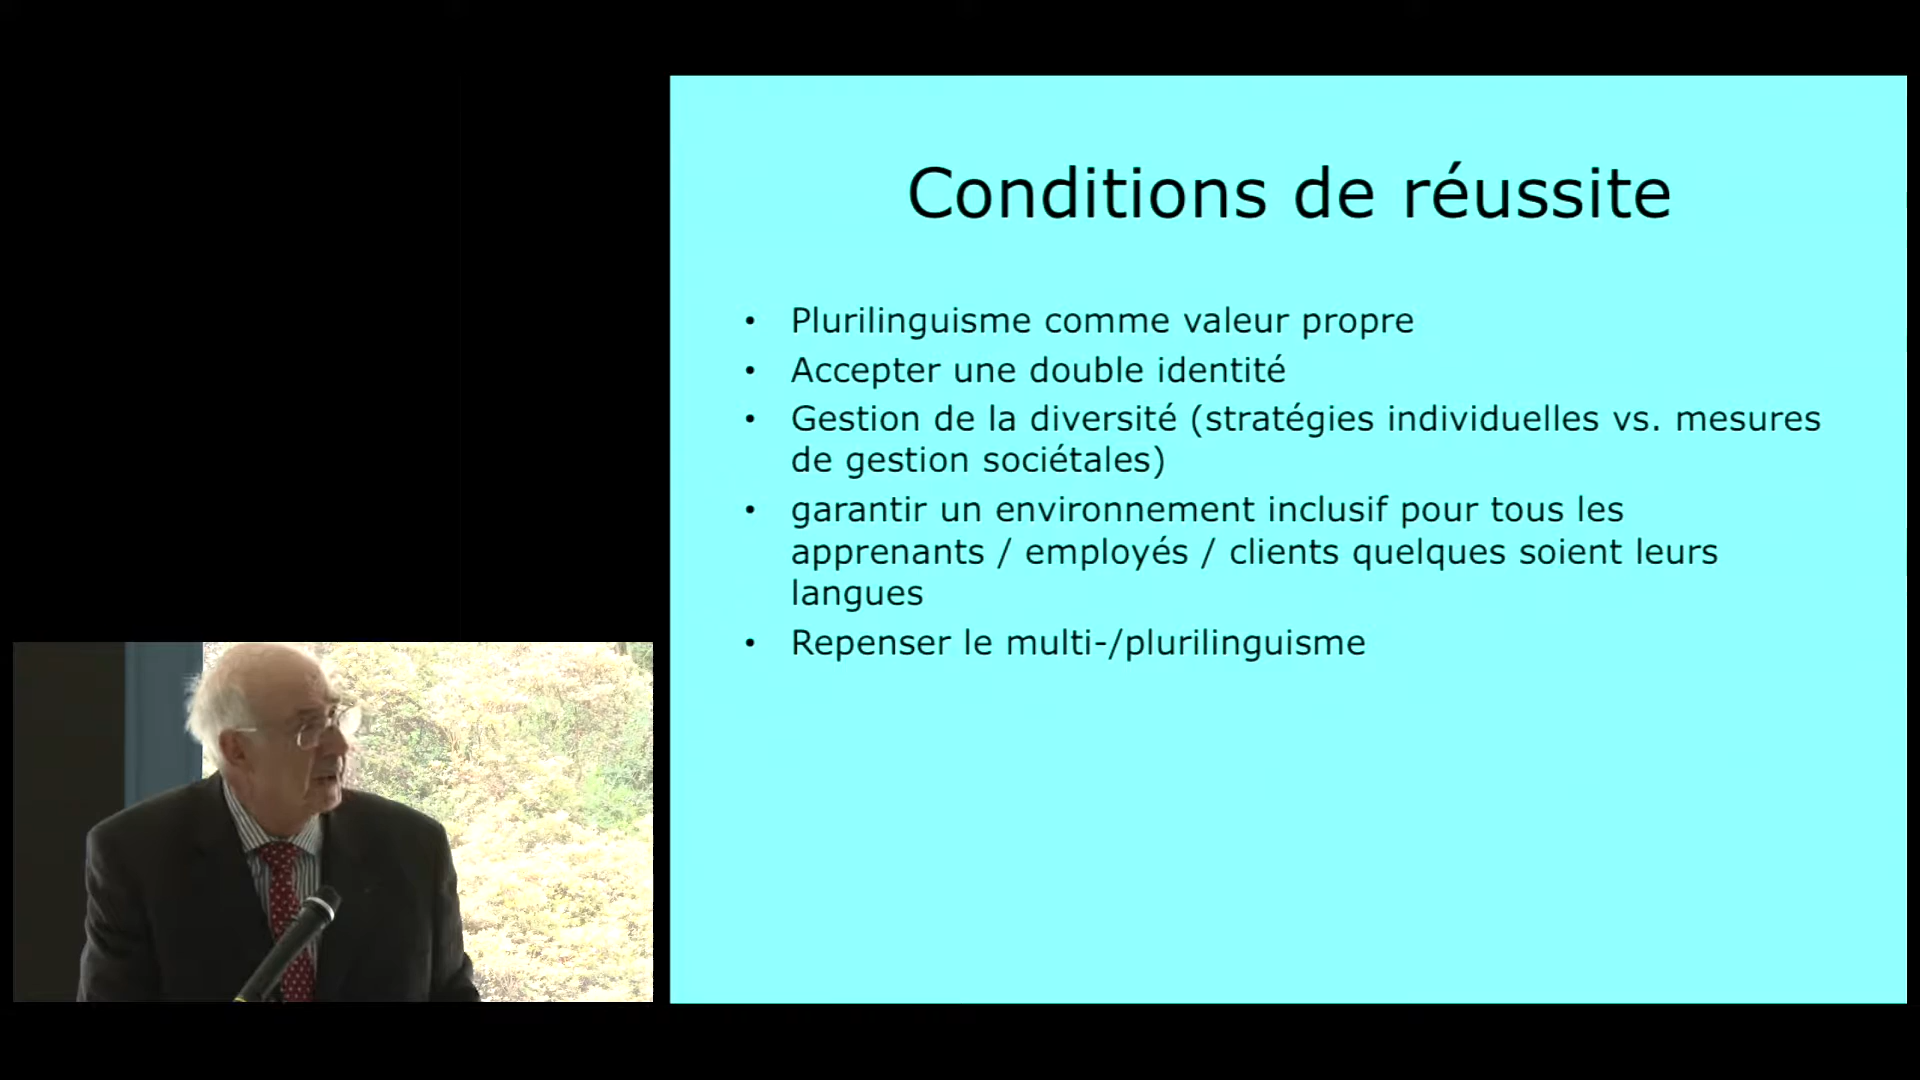 Conditions de réussite
• Plurilinguisme comme valeur propre
• Accepter une double identité
• Gestion de la diversité (stratégies individuelles vs. mesures
de gestion sociétales)
• garantir un environnement inclusif pour tous les
apprenants / employés / clients quelques soient leurs
langues
• Repenser le multi-/plurilinguisme